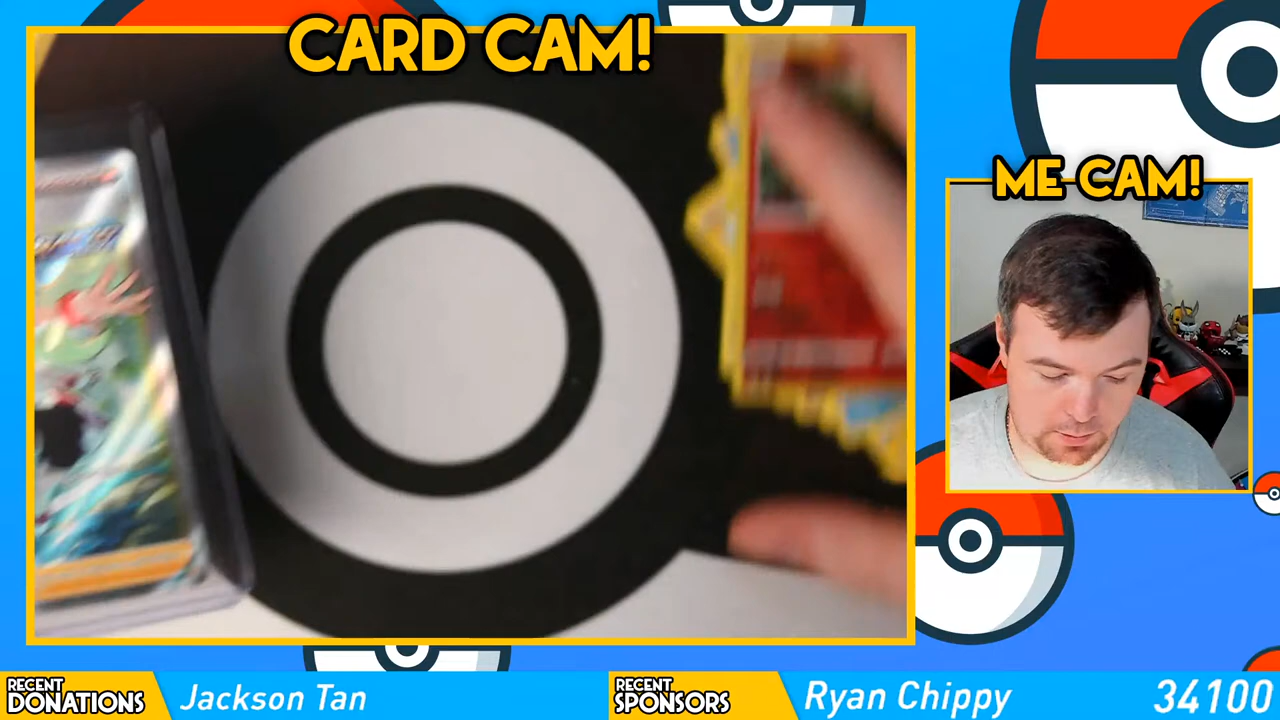 CARD CAM!
ME CAM!
RECENT
DONATIONS
Jackson Tan
RECENT
SPONSORS
Ryan Chippy
34100